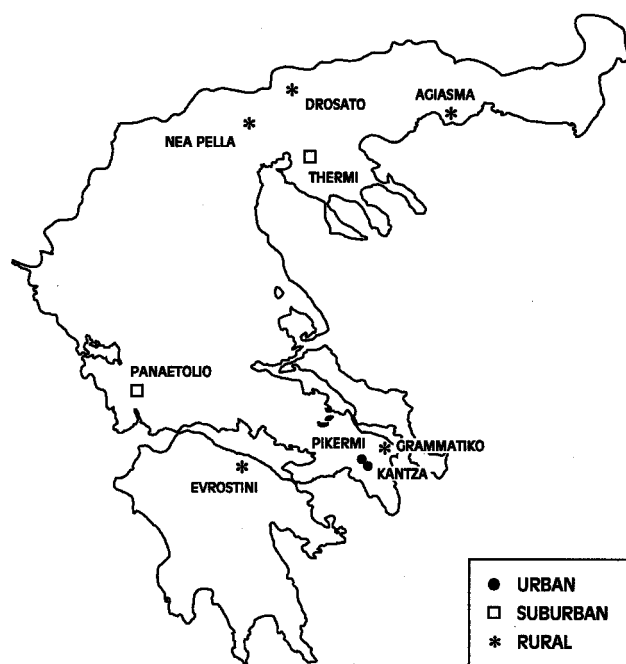 AGIASMA
DROSATO
NEA PELLA
THERMI
PANAETOLIO
PIKERMI
GRAMMATIKO
KANTZA
EVROSTINI
URBAN
SUBURBAN
RURAL